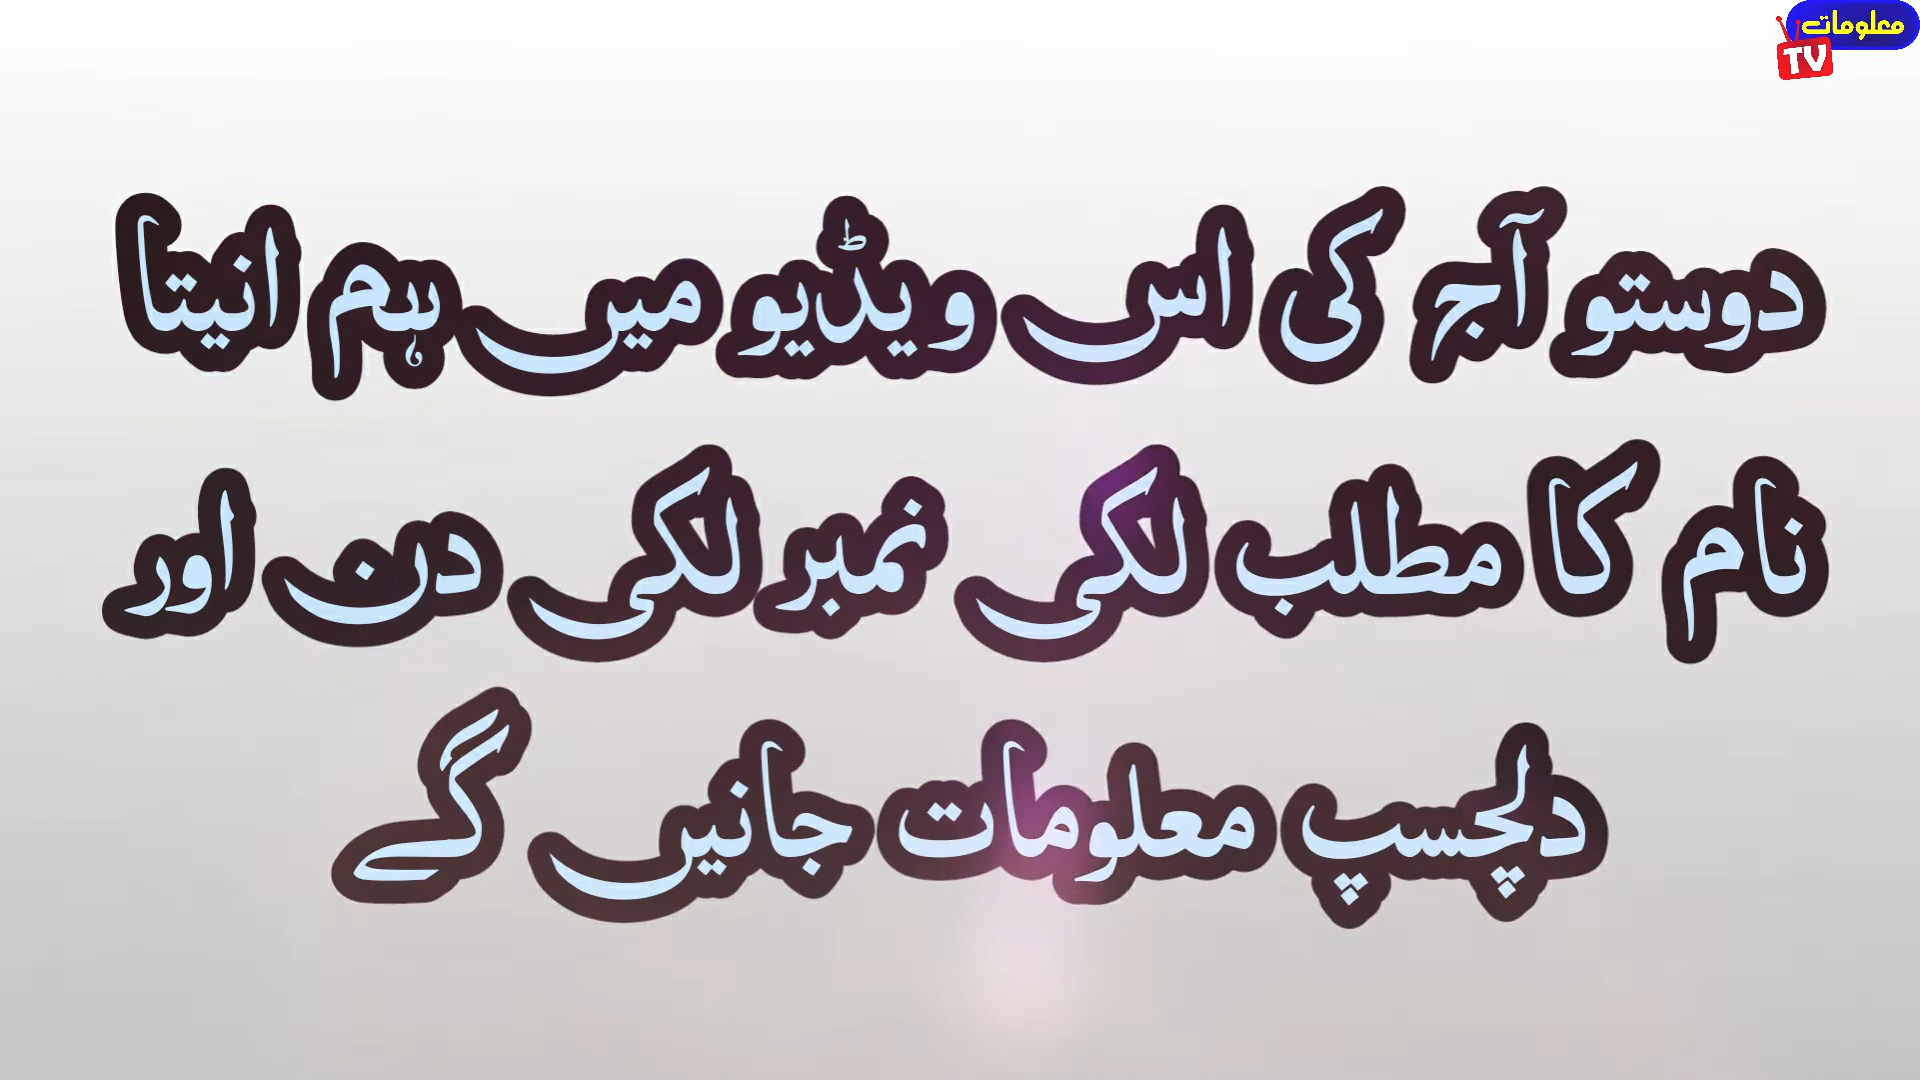 معلومات
TV
دوستو آج کی اس ویڈیو میں ہم انیتا
نام کا مطلب لکی نمبر لکی دن اور
دلچسپ معلومات جانیں گے